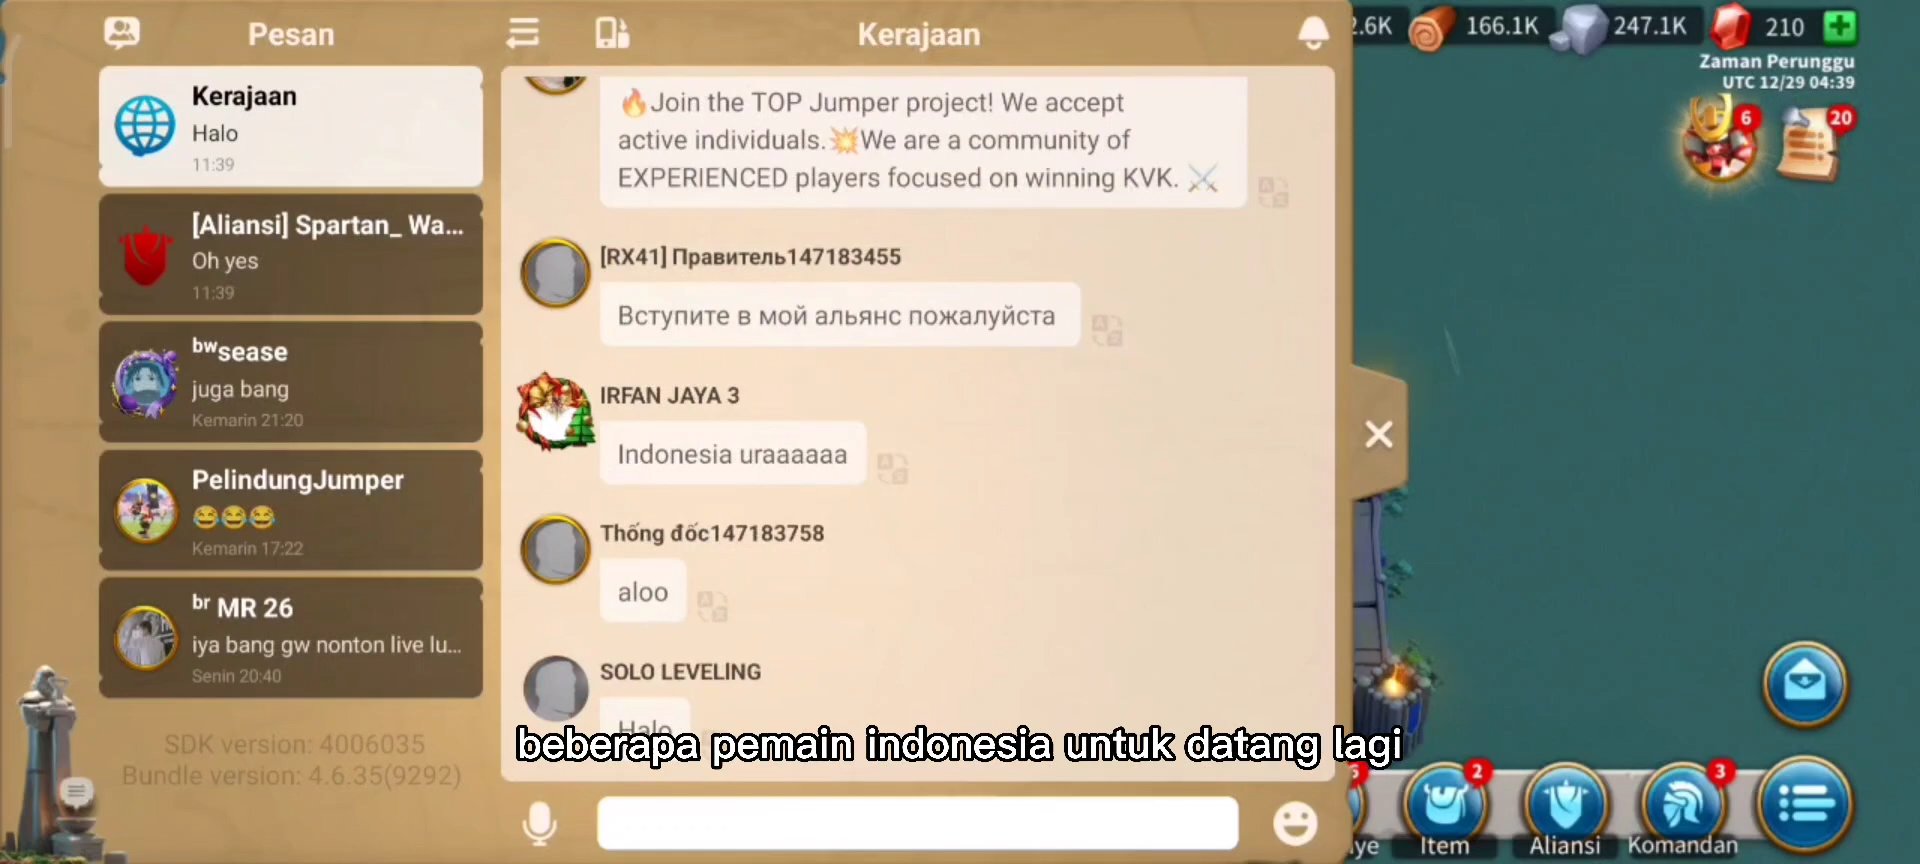 Pesan
Kerajaan
Halo
11:39
[Aliansi] Spartan_ Wa...
Oh yes
11:39
bwsease
juga bang
Kemarin 21:20
PelindungJumper
😂😂😂
Kemarin 17:22
br MR 26
iya bang gw nonton live lu...
Senin 20:40
SDK version: 4006035
Bundle version: 4.6.35(9292)
Kerajaan
🔥Join the TOP Jumper project! We accept
active individuals.💥We are a community of
EXPERIENCED players focused on winning KVK. ⚔
[RX41] Правитель147183455
Вступите в мой альянс пожалуйста
IRFAN JAYA 3
Indonesia uraaaaaa
Thống đốc147183758
aloo
SOLO LEVELING
Halo
beberapa pemain indonesia untuk datang lagi
2.6K 166.1K 247.1K 210
Zaman Perunggu
UTC 12/29 04:39
6 20
2 3
Item Aliansi Komandan